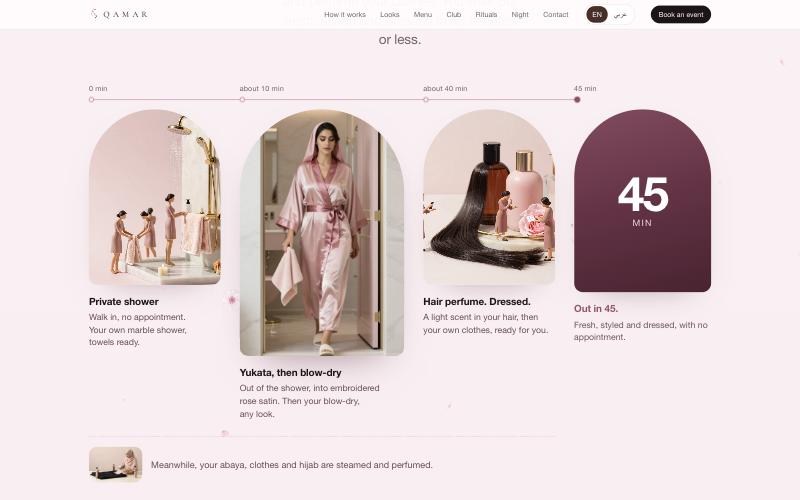 QAMAR
How it works
Looks
Menu
Club
Rituals
Night
Contact
EN
عربي
Book an event
or less.
0 min
about 10 min
about 40 min
45 min
45
MIN
Private shower
Walk in, no appointment.
Your own marble shower,
towels ready.
Yukata, then blow-dry
Out of the shower, into embroidered
rose satin. Then your blow-dry,
any look.
Hair perfume. Dressed.
A light scent in your hair, then
your own clothes, ready for you.
Out in 45.
Fresh, styled and dressed, with no
appointment.
Meanwhile, your abaya, clothes and hijab are steamed and perfumed.